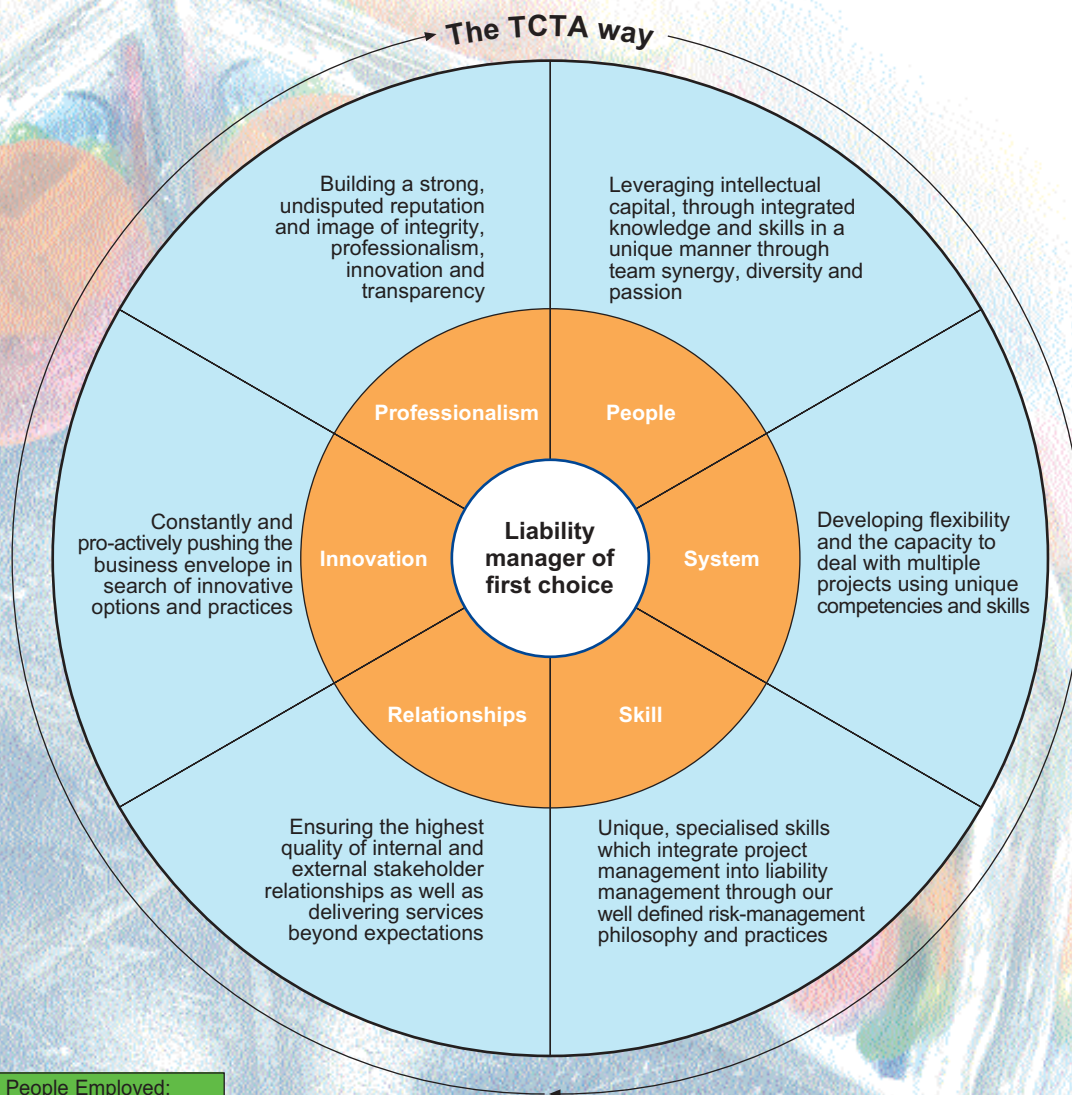 The TCTA way
Building a strong,
undisputed reputation
and image of integrity,
professionalism,
innovation and
transparency
Leveraging intellectual
capital, through integrated
knowledge and skills in a
unique manner through
team synergy, diversity and
passion
Professionalism
People
Constantly and
pro-actively pushing the
business envelope in
search of innovative
options and practices
Innovation
Liability
manager of
first choice
System
Developing flexibility
and the capacity to
deal with multiple
projects using unique
competencies and skills
Relationships
Skill
Ensuring the highest
quality of internal and
external stakeholder
relationships as well as
delivering services
beyond expectations
Unique, specialised skills
which integrate project
management into liability
management through our
well defined risk-management
philosophy and practices
People Employed: